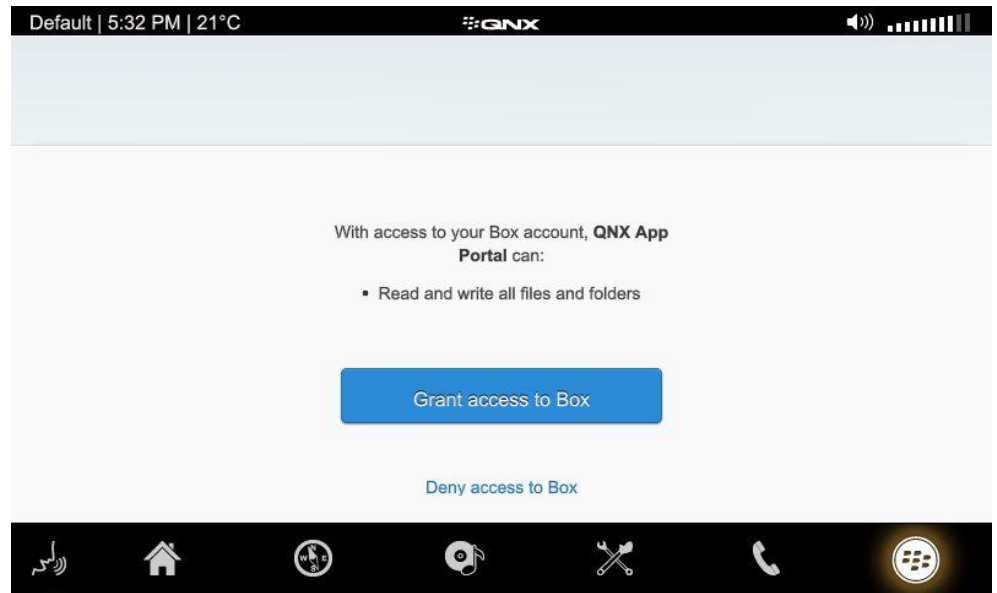 Default | 5:32 PM | 21°C
QNX
With access to your Box account, QNX App
Portal can:
• Read and write all files and folders
Grant access to Box
Deny access to Box